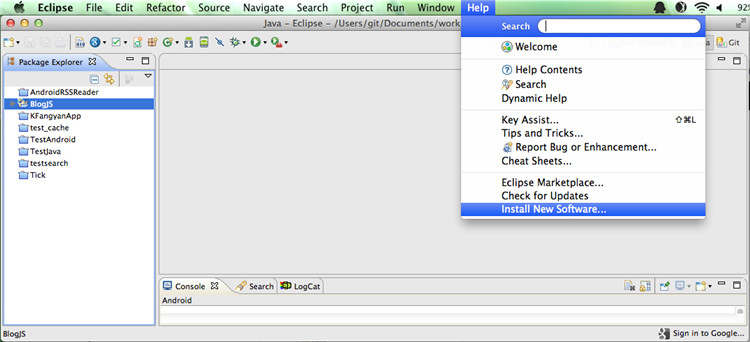 Eclipse File Edit Refactor Source Navigate Search Project Run Window Help 92%
Java – Eclipse – /Users/git/Documents/work
Git
Package Explorer
AndroidRSSReader
BlogJS
KFangyanApp
test_cache
TestAndroid
TestJava
testsearch
Tick
Search
Welcome
Help Contents
Search
Dynamic Help
Key Assist... ⇧⌘L
Tips and Tricks...
Report Bug or Enhancement...
Cheat Sheets...
Eclipse Marketplace...
Check for Updates
Install New Software...
Console Search LogCat
Android
BlogJS
Sign in to Google...